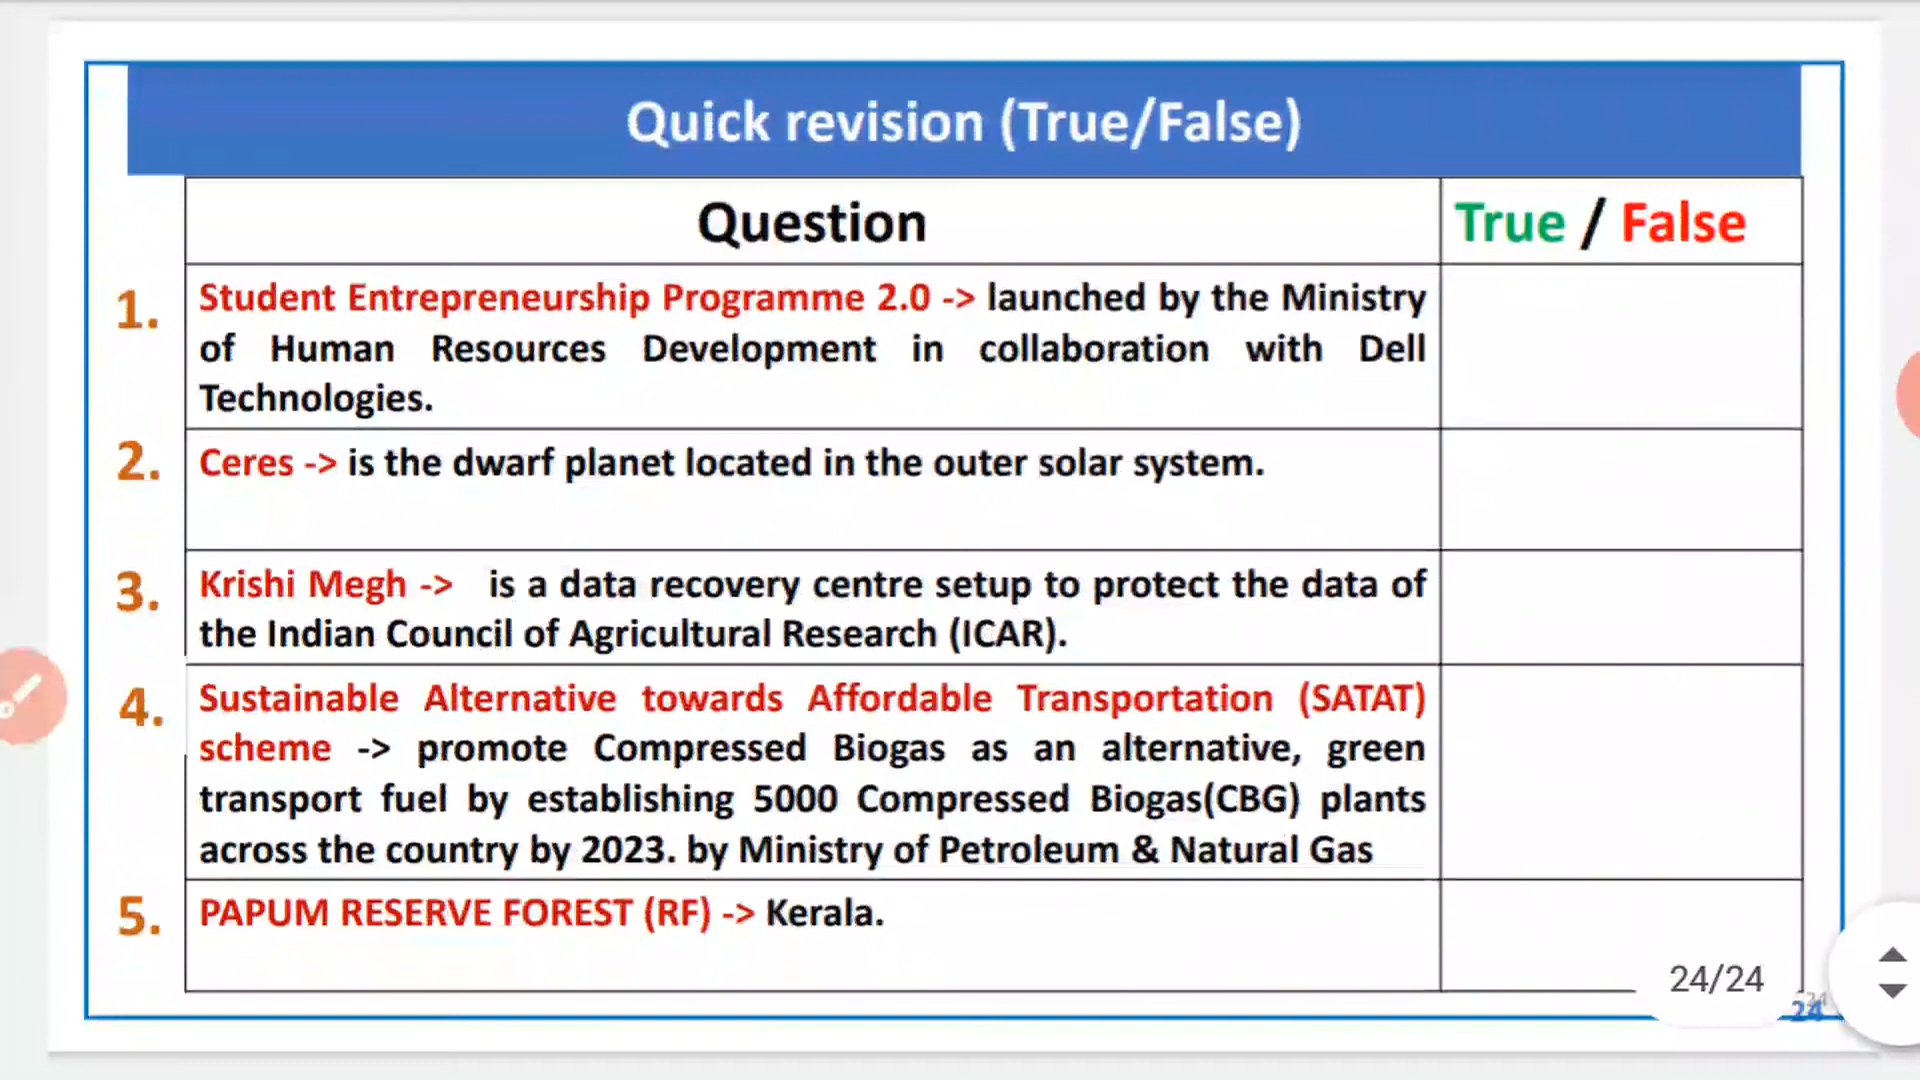 Quick revision (True/False)
Question
True / False
1.
Student Entrepreneurship Programme 2.0 -> launched by the Ministry
of Human Resources Development in collaboration with Dell
Technologies.
2.
Ceres -> is the dwarf planet located in the outer solar system.
3.
Krishi Megh -> is a data recovery centre setup to protect the data of
the Indian Council of Agricultural Research (ICAR).
4.
Sustainable Alternative towards Affordable Transportation (SATAT)
scheme -> promote Compressed Biogas as an alternative, green
transport fuel by establishing 5000 Compressed Biogas(CBG) plants
across the country by 2023. by Ministry of Petroleum & Natural Gas
5.
PAPUM RESERVE FOREST (RF) -> Kerala.
24/24
24
24